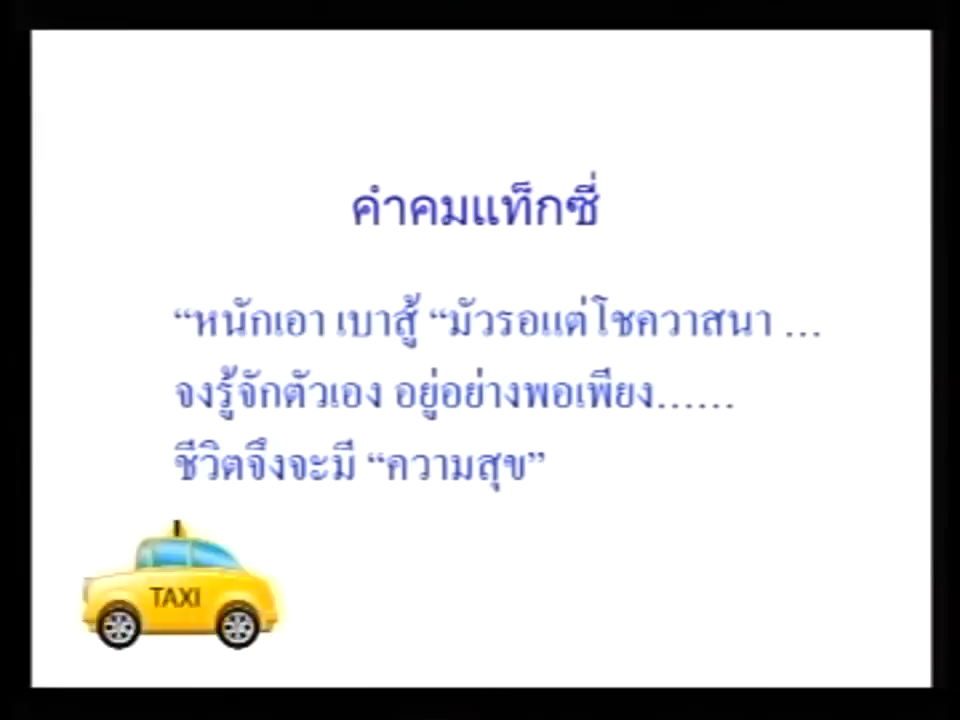 คำคมแท็กซี่
“หนักเอา เบาสู้ “มัวรอแต่โชควาสนา ...
จงรู้จักตัวเอง อยู่อย่างพอเพียง......
ชีวิตจึงจะมี “ความสุข”
TAXI